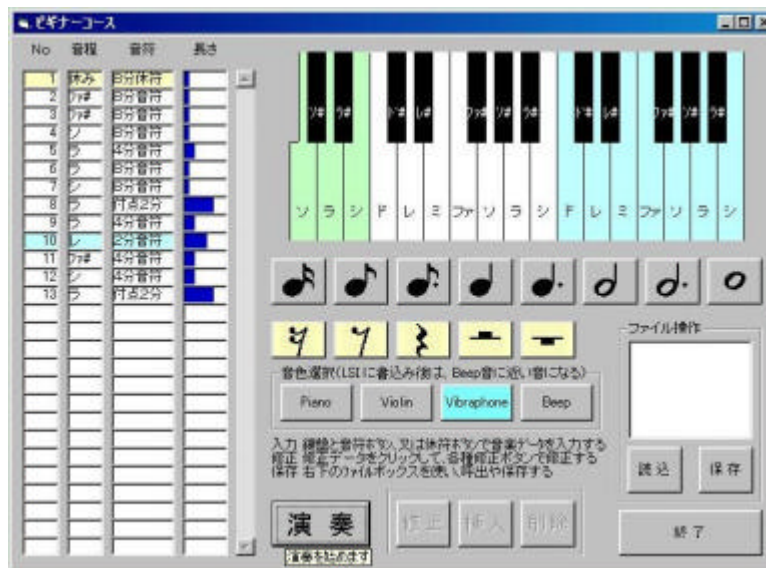 ビギナーコース
No 音程 音符 長さ
1 休み 8分休符
2 ファ# 8分音符
3 ファ# 8分音符
4 ソ 8分音符
5 ラ 4分音符
6 ラ 8分音符
7 シ 8分音符
8 ラ 付点2分
9 ラ 4分音符
10 レ 2分音符
11 ファ# 4分音符
12 シ 4分音符
13 ラ 付点2分
ソ# ラ# ド# レ# ファ# ソ# ラ# ド# レ# ファ# ソ# ラ#
ソ ラ シ ド レ ミ ファ ソ ラ シ ド レ ミ ファ ソ ラ シ
音色選択(LSIに書込み後は、Beep音に近い音になる)
Piano Violin Vibraphone Beep
入力 鍵盤と音符ボタン、又は休符ボタンで音楽データを入力する
修正 修正データをクリックして、各種修正ボタンで修正する
保存 右下のファイルボックスを使い、呼出や保存する
演奏 修正 挿入 削除
演奏を始めます
ファイル操作
読込 保存
終了